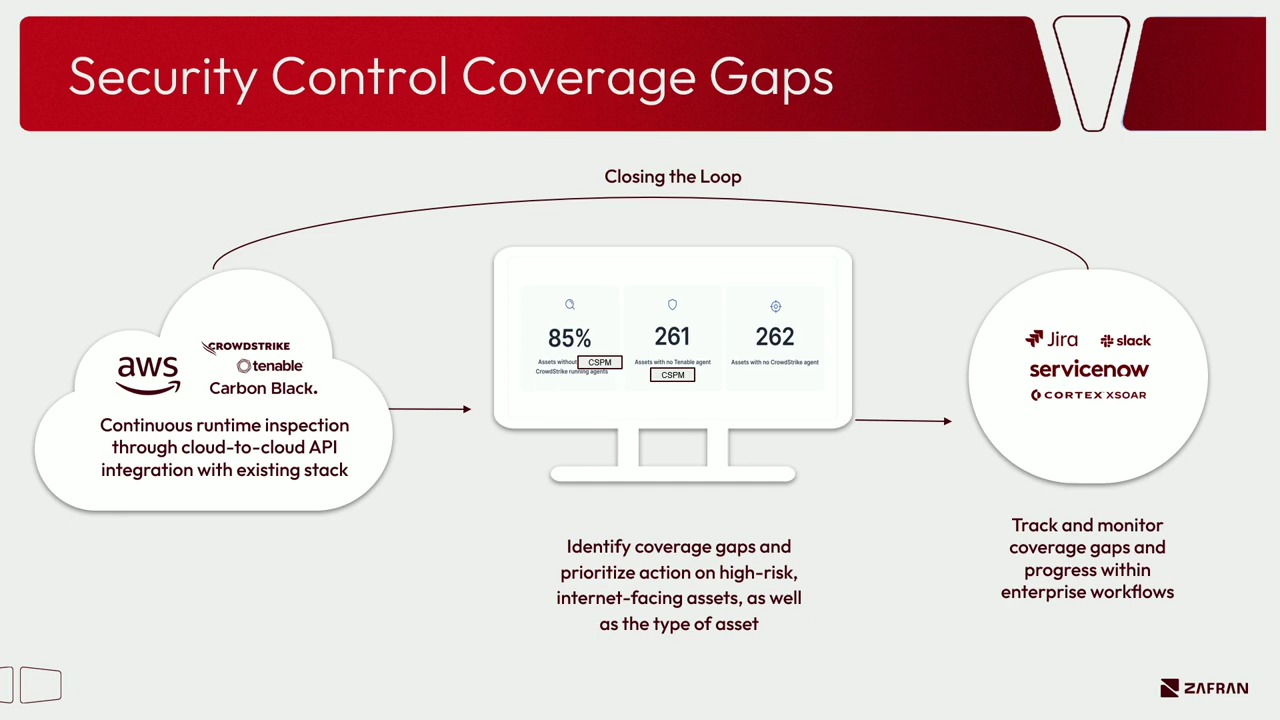 Security Control Coverage Gaps
Closing the Loop
aws
CROWDSTRIKE
tenable
Carbon Black.
Continuous runtime inspection
through cloud-to-cloud API
integration with existing stack
85%
Assets without
CSPM
CrowdStrike running agents
261
Assets with no Tenable agent
CSPM
262
Assets with no CrowdStrike agent
Jira
slack
servicenow
CORTEX XSOAR
Identify coverage gaps and
prioritize action on high-risk,
internet-facing assets, as well
as the type of asset
Track and monitor
coverage gaps and
progress within
enterprise workflows
ZAFRAN